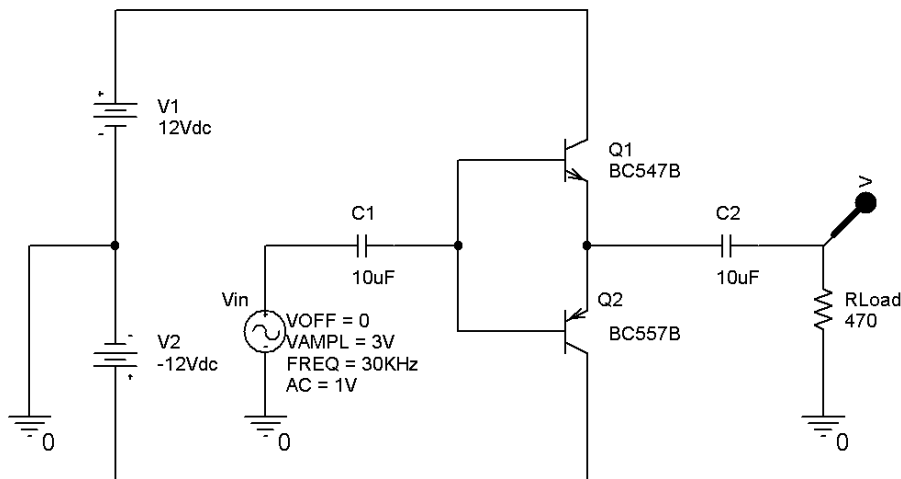 +
V1
-
12Vdc
Q1
BC547B
V
C1
10uF
C2
10uF
Vin
VOFF = 0
VAMPL = 3V
FREQ = 30KHz
AC = 1V
-
V2
-12Vdc
+
Q2
BC557B
RLoad
470
0
0
0